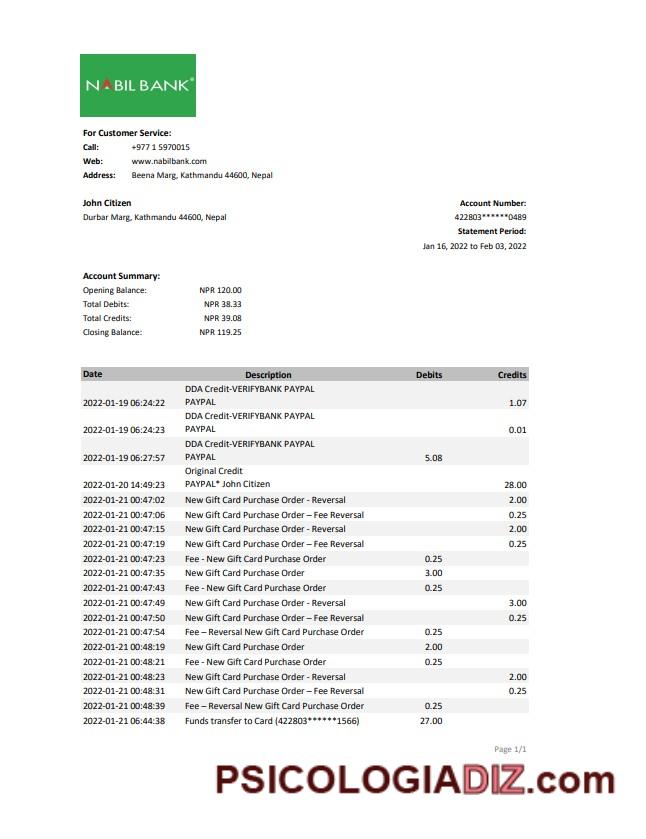 NABIL BANK
For Customer Service:
Call: +977 1 5970015
Web: www.nabilbank.com
Address: Beena Marg, Kathmandu 44600, Nepal
John Citizen
Durbar Marg, Kathmandu 44600, Nepal
Account Number:
422803******0489
Statement Period:
Jan 16, 2022 to Feb 03, 2022
Account Summary:
Opening Balance: NPR 120.00
Total Debits: NPR 38.33
Total Credits: NPR 39.08
Closing Balance: NPR 119.25
Date Description Debits Credits
DDA Credit-VERIFYBANK PAYPAL
2022-01-19 06:24:22 PAYPAL 1.07
DDA Credit-VERIFYBANK PAYPAL
2022-01-19 06:24:23 PAYPAL 0.01
DDA Credit-VERIFYBANK PAYPAL
2022-01-19 06:27:57 PAYPAL 5.08
Original Credit
2022-01-20 14:49:23 PAYPAL* John Citizen 28.00
2022-01-21 00:47:02 New Gift Card Purchase Order - Reversal 2.00
2022-01-21 00:47:06 New Gift Card Purchase Order – Fee Reversal 0.25
2022-01-21 00:47:15 New Gift Card Purchase Order - Reversal 2.00
2022-01-21 00:47:19 New Gift Card Purchase Order – Fee Reversal 0.25
2022-01-21 00:47:23 Fee - New Gift Card Purchase Order 0.25
2022-01-21 00:47:35 New Gift Card Purchase Order 3.00
2022-01-21 00:47:43 Fee - New Gift Card Purchase Order 0.25
2022-01-21 00:47:49 New Gift Card Purchase Order - Reversal 3.00
2022-01-21 00:47:50 New Gift Card Purchase Order – Fee Reversal 0.25
2022-01-21 00:47:54 Fee – Reversal New Gift Card Purchase Order 0.25
2022-01-21 00:48:19 New Gift Card Purchase Order 2.00
2022-01-21 00:48:21 Fee - New Gift Card Purchase Order 0.25
2022-01-21 00:48:23 New Gift Card Purchase Order - Reversal 2.00
2022-01-21 00:48:31 New Gift Card Purchase Order – Fee Reversal 0.25
2022-01-21 00:48:39 Fee – Reversal New Gift Card Purchase Order 0.25
2022-01-21 06:44:38 Funds transfer to Card (422803******1566) 27.00
Page 1/1
PSICOLOGIADIZ.com